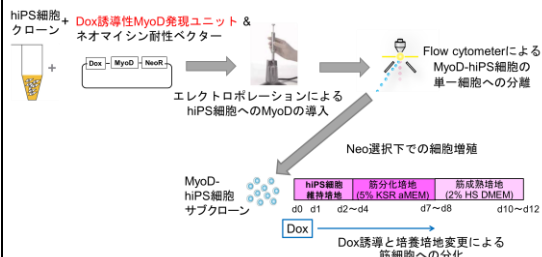 hiPS細胞
クローン
+
Dox誘導性MyoD発現ユニット &
ネオマイシン耐性ベクター
+
Dox
MyoD
NeoR
エレクトロポレーションによる
hiPS細胞へのMyoDの導入
Flow cytometerによる
MyoD-hiPS細胞の
単一細胞への分離
Neo選択下での細胞増殖
MyoD-
hiPS細胞
サブクローン
hiPS細胞
維持培地
筋分化培地
(5% KSR aMEM)
筋成熟培地
(2% HS DMEM)
d0 d1 d2~d4 d7~d8 d10~d12
Dox
Dox誘導と培養培地変更による
筋細胞への分化